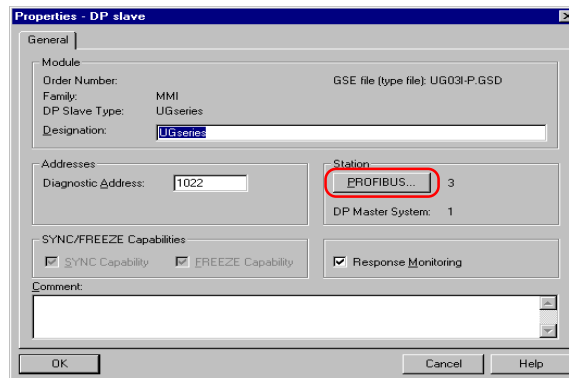 Properties - DP slave
General
Module
Order Number: GSE file (type file): UG03I-P.GSD
Family: MMI
DP Slave Type: UGseries
Designation: UGseries
Addresses
Diagnostic Address: 1022
Station
PROFIBUS... 3
DP Master System: 1
SYNC/FREEZE Capabilities
SYNC Capability FREEZE Capability
Response Monitoring
Comment:
OK Cancel Help